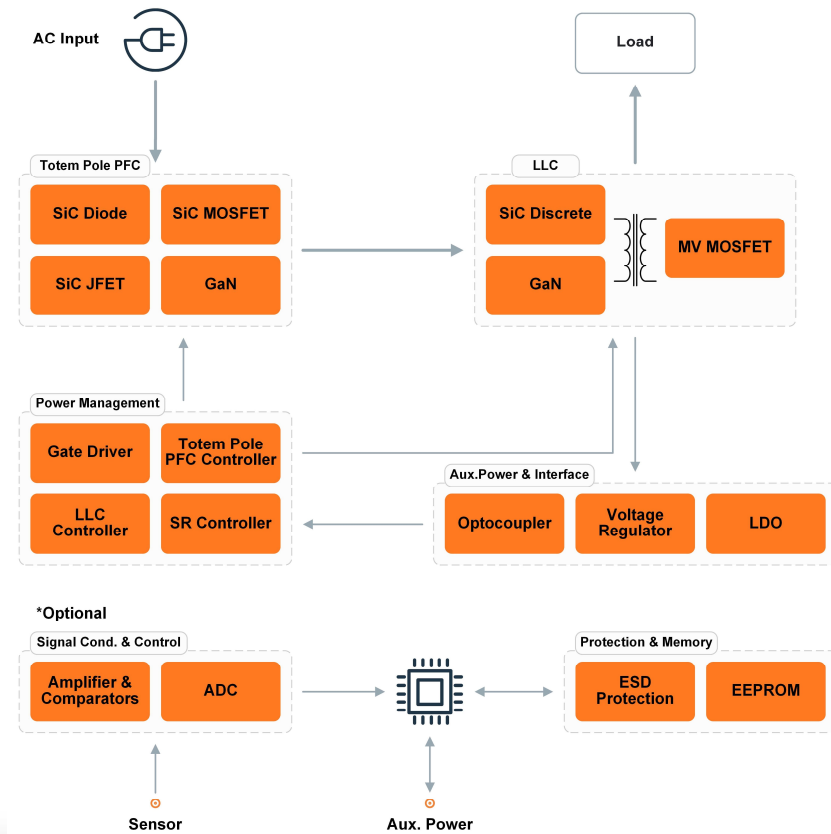 AC Input
Load
Totem Pole PFC
SiC Diode
SiC MOSFET
SiC JFET
GaN
LLC
SiC Discrete
GaN
MV MOSFET
Power Management
Gate Driver
Totem Pole
PFC Controller
LLC
Controller
SR Controller
Aux.Power & Interface
Optocoupler
Voltage
Regulator
LDO
*Optional
Signal Cond. & Control
Amplifier &
Comparators
ADC
Protection & Memory
ESD
Protection
EEPROM
Sensor
Aux. Power